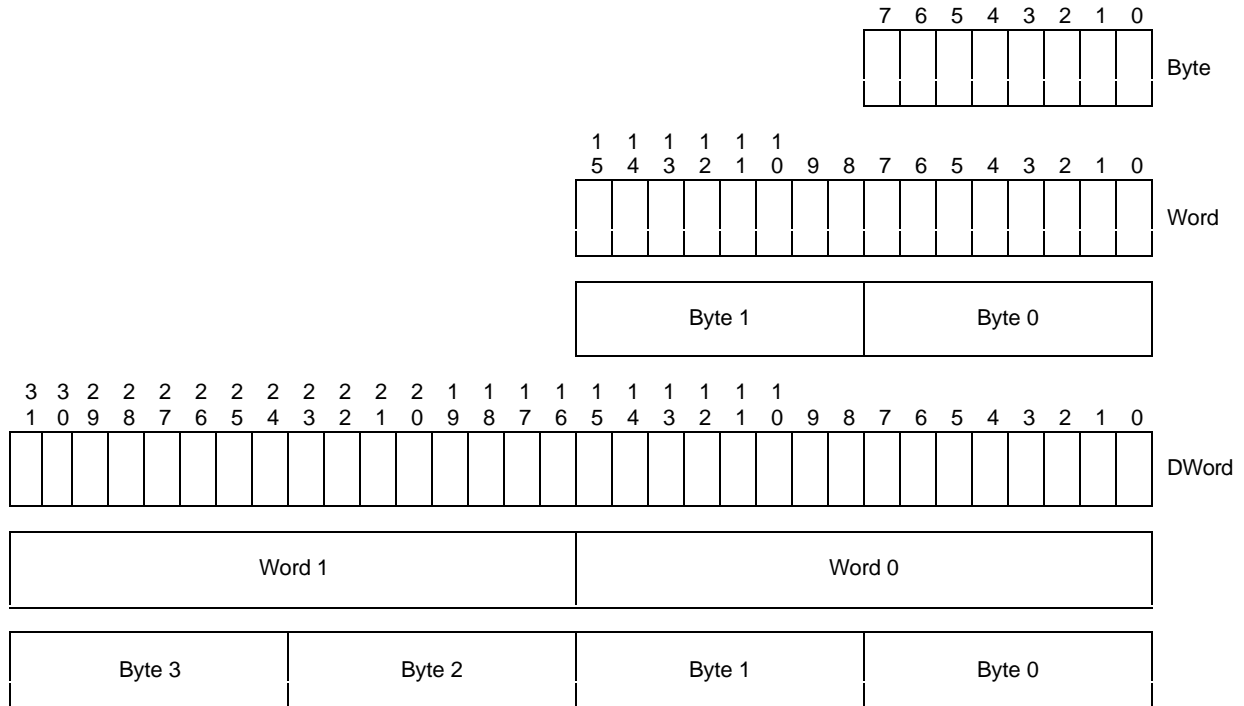 7 6 5 4 3 2 1 0
Byte
1 1 1 1 1 1
5 4 3 2 1 0 9 8 7 6 5 4 3 2 1 0
Word
Byte 1 Byte 0
3 3 2 2 2 2 2 2 2 2 2 2 1 1 1 1 1 1 1 1 1 1
1 0 9 8 7 6 5 4 3 2 1 0 9 8 7 6 5 4 3 2 1 0 9 8 7 6 5 4 3 2 1 0
DWord
Word 1 Word 0
Byte 3 Byte 2 Byte 1 Byte 0